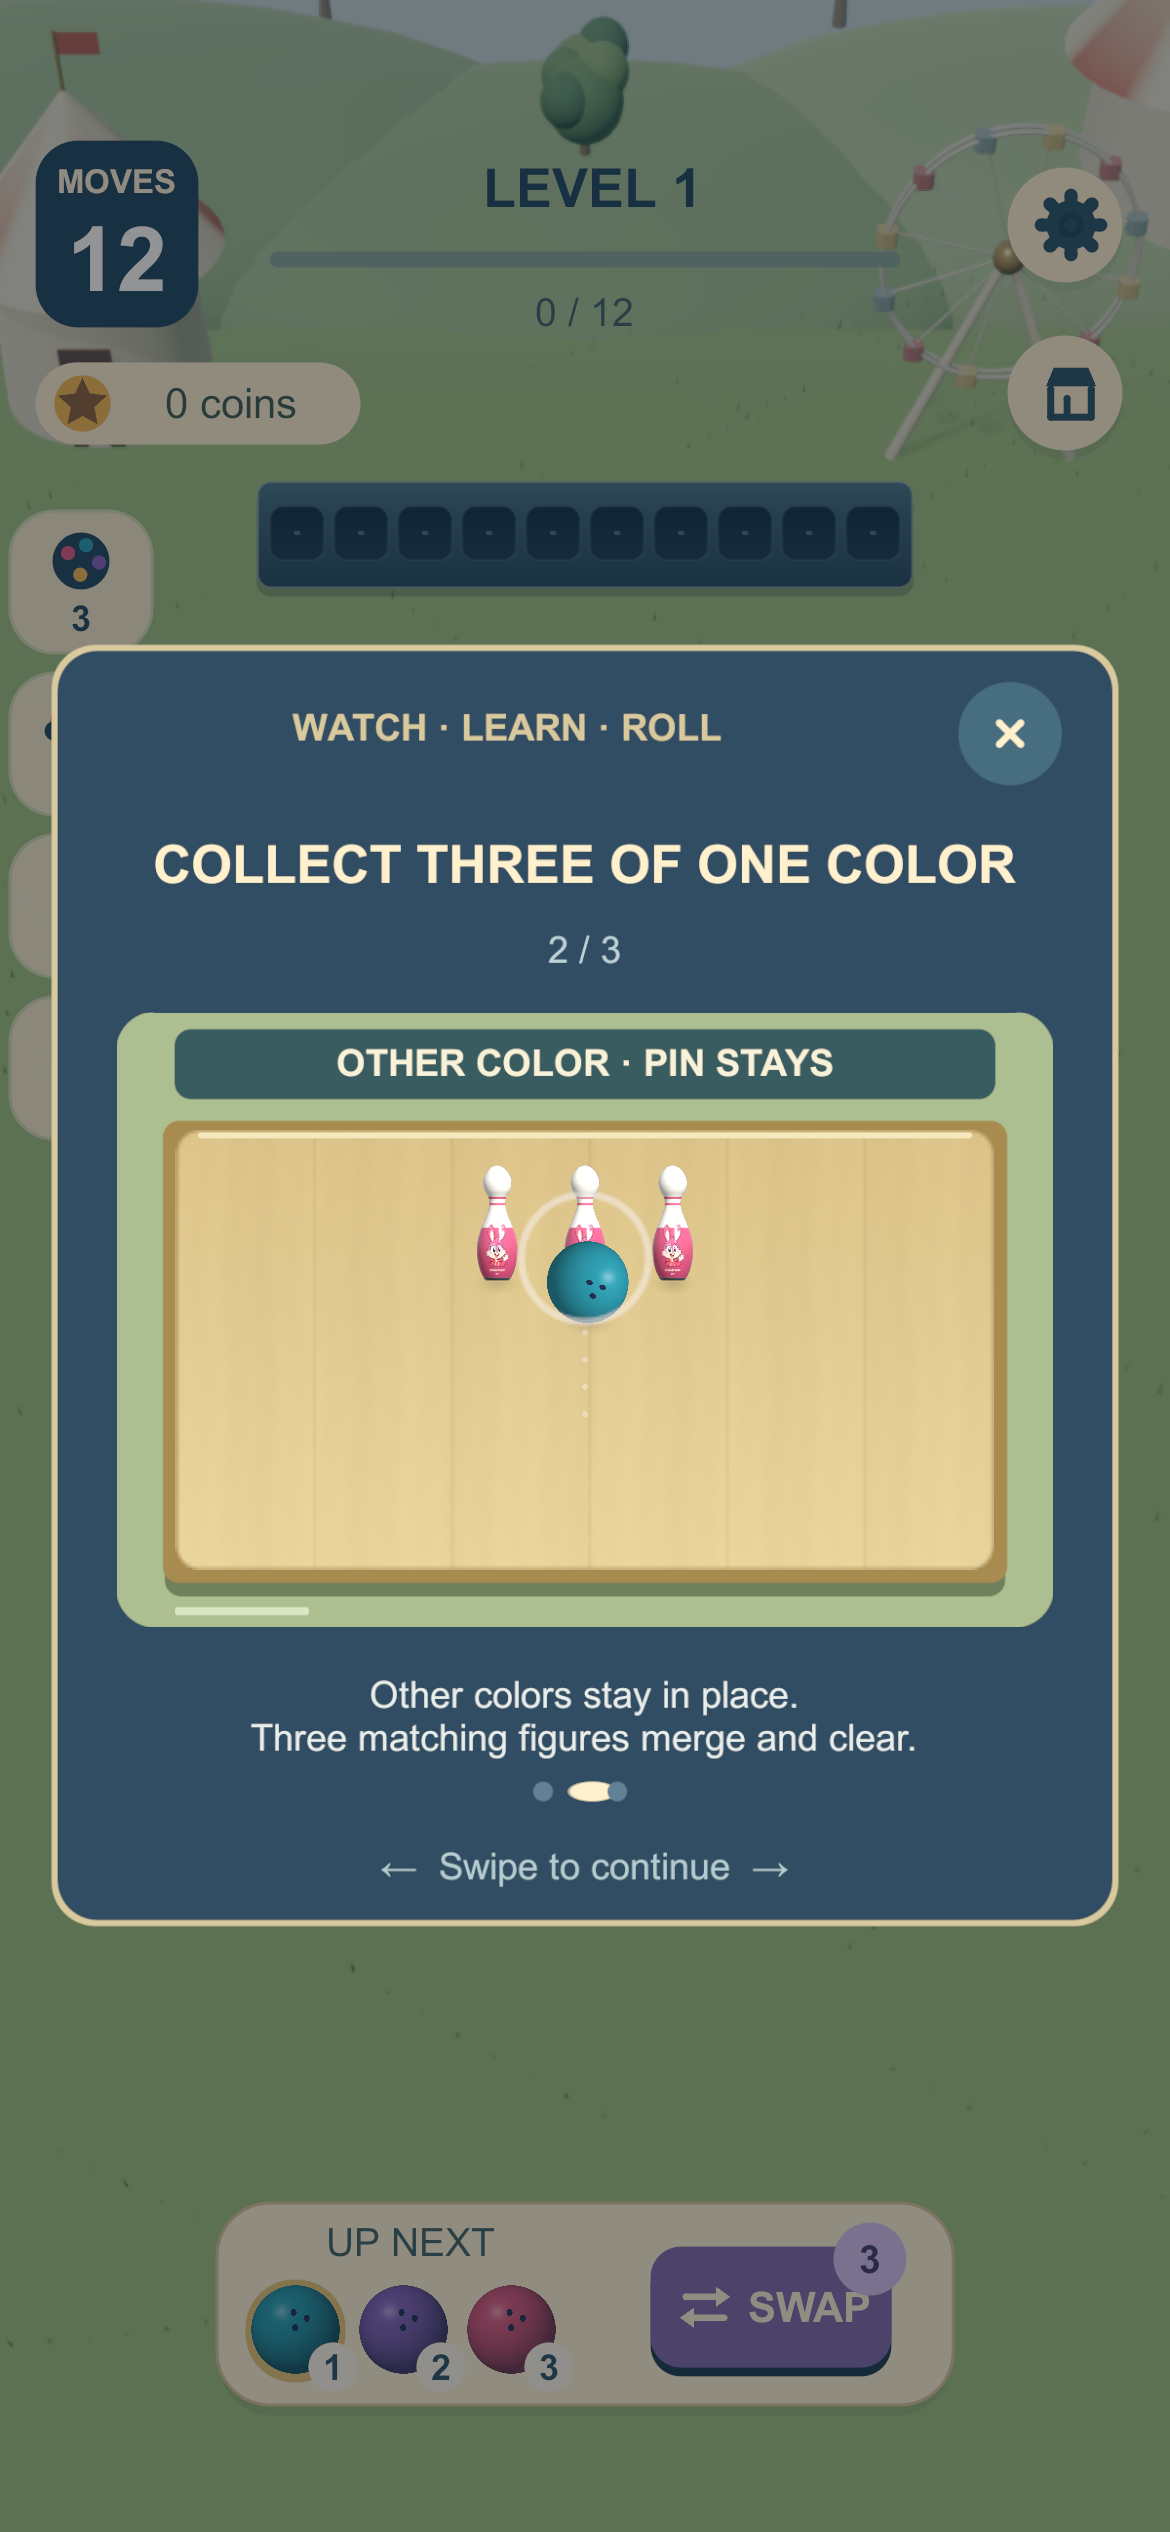 MOVES
12
LEVEL 1
0 / 12
0 coins
3
WATCH · LEARN · ROLL
COLLECT THREE OF ONE COLOR
2 / 3
OTHER COLOR · PIN STAYS
Other colors stay in place.
Three matching figures merge and clear.
← Swipe to continue →
UP NEXT
1
2
3
SWAP
3